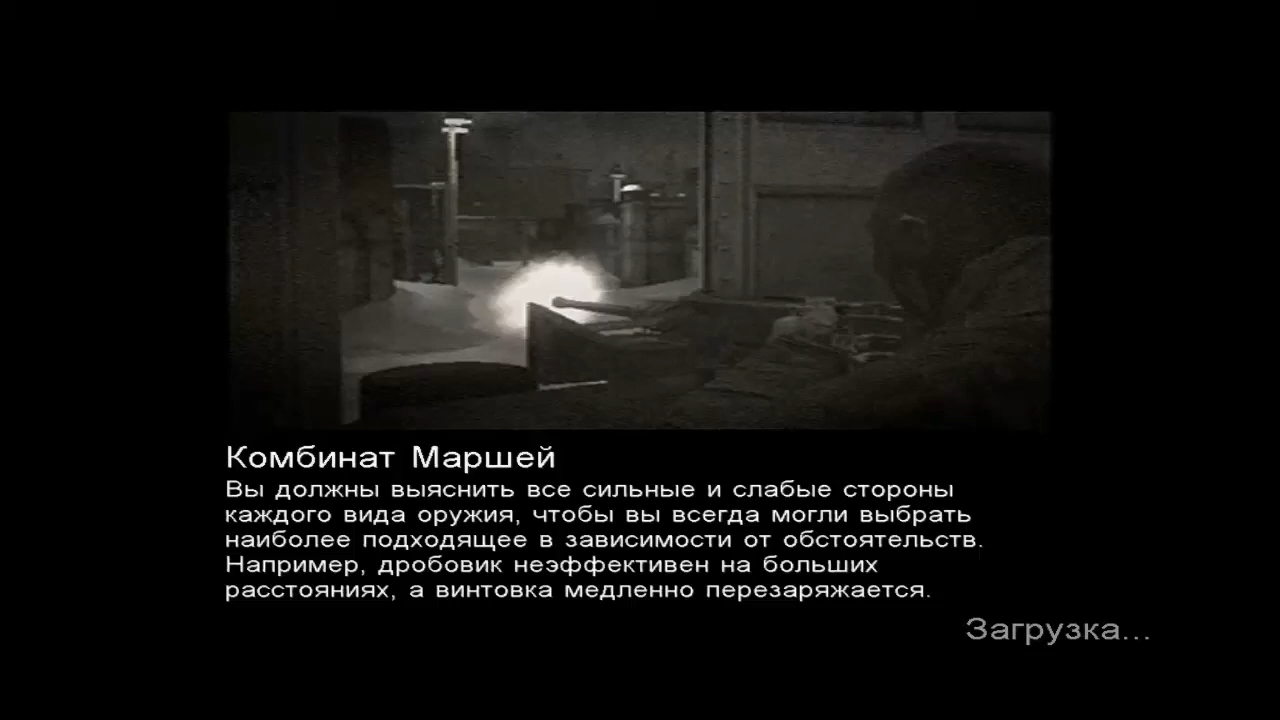 Комбинат Маршей
Вы должны выяснить все сильные и слабые стороны
каждого вида оружия, чтобы вы всегда могли выбрать
наиболее подходящее в зависимости от обстоятельств.
Например, дробовик неэффективен на больших
расстояниях, а винтовка медленно перезаряжается.
Загрузка...